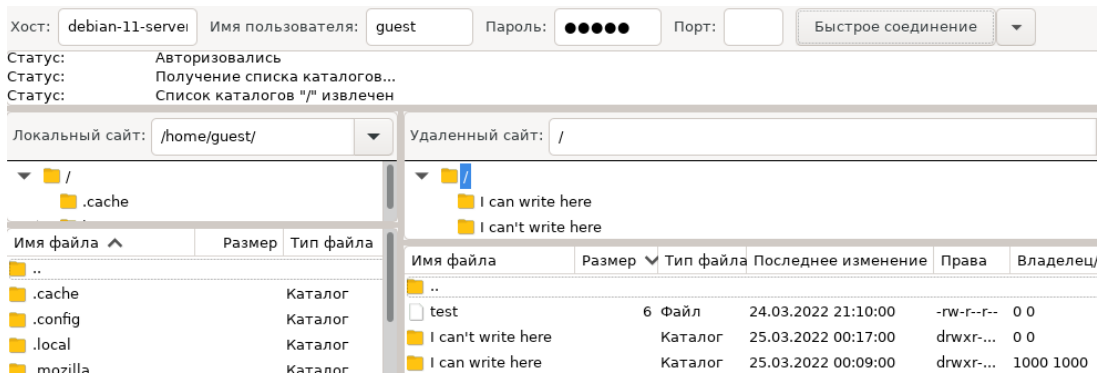 Хост: debian-11-server Имя пользователя: guest Пароль: ●●●●● Порт: Быстрое соединение
Статус: Авторизовались
Статус: Получение списка каталогов...
Статус: Список каталогов "/" извлечен
Локальный сайт: /home/guest/
/
.cache
Удаленный сайт: /
/
I can write here
I can't write here
Имя файла Размер Тип файла
..
.cache Каталог
.config Каталог
.local Каталог
.mozilla Каталог
Имя файла Размер Тип файла Последнее изменение Права Владелец/
..
test 6 Файл 24.03.2022 21:10:00 -rw-r--r-- 0 0
I can't write here Каталог 25.03.2022 00:17:00 drwxr-... 0 0
I can write here Каталог 25.03.2022 00:09:00 drwxr-... 1000 1000